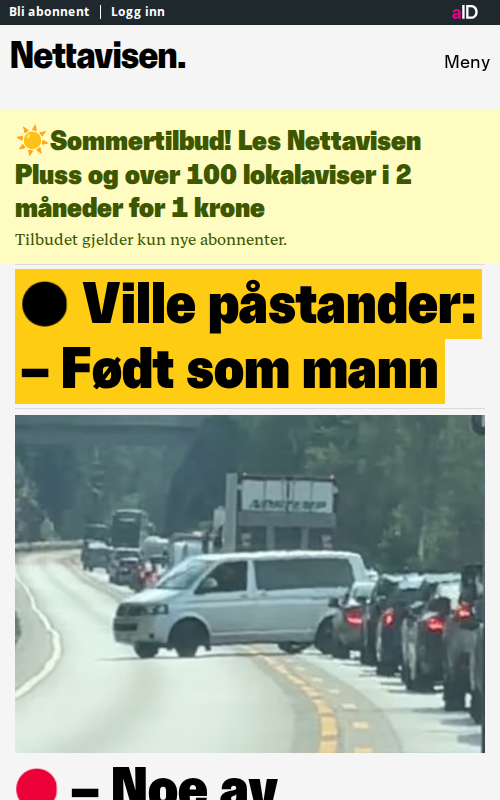 Bli abonnent | Logg inn
aID
Nettavisen.
Meny
☀️Sommertilbud! Les Nettavisen
Pluss og over 100 lokalaviser i 2
måneder for 1 krone
Tilbudet gjelder kun nye abonnenter.
Ville påstander:
– Født som mann
– Noe av